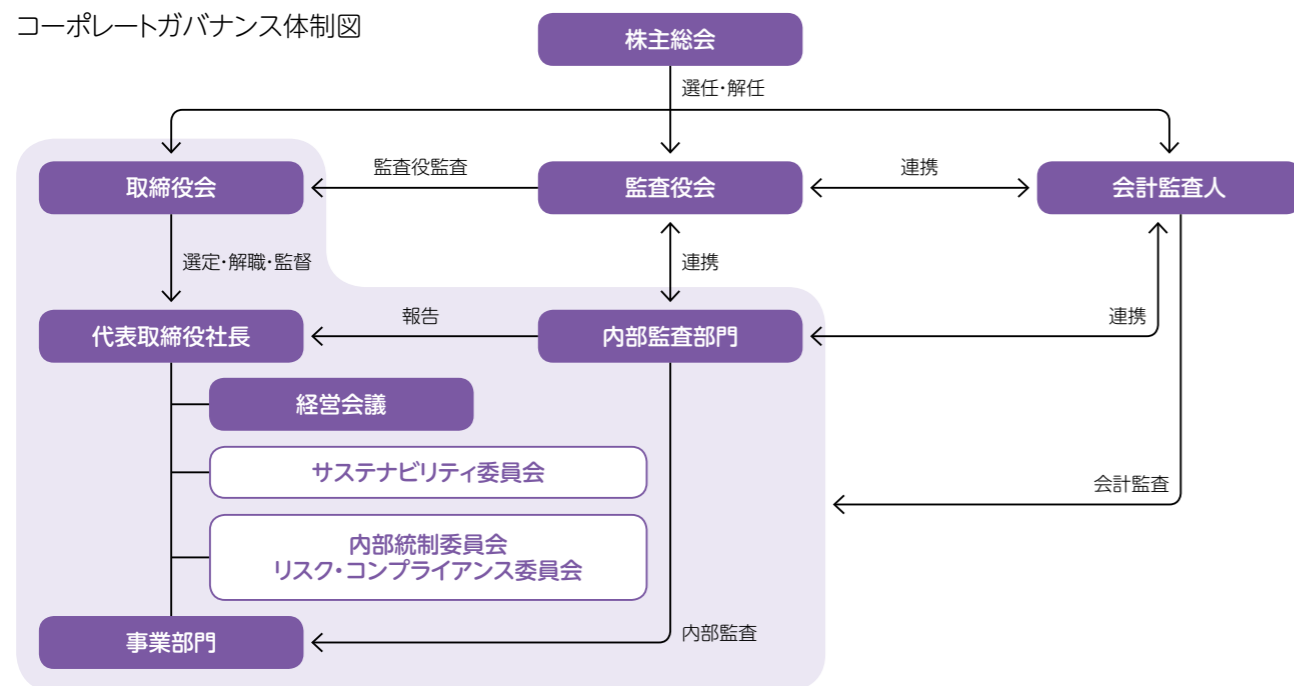 コーポレートガバナンス体制図
株主総会
選任・解任
取締役会
監査役監査
監査役会
連携
会計監査人
選定・解職・監督
連携
代表取締役社長
報告
内部監査部門
連携
経営会議
サステナビリティ委員会
会計監査
内部統制委員会
リスク・コンプライアンス委員会
事業部門
内部監査